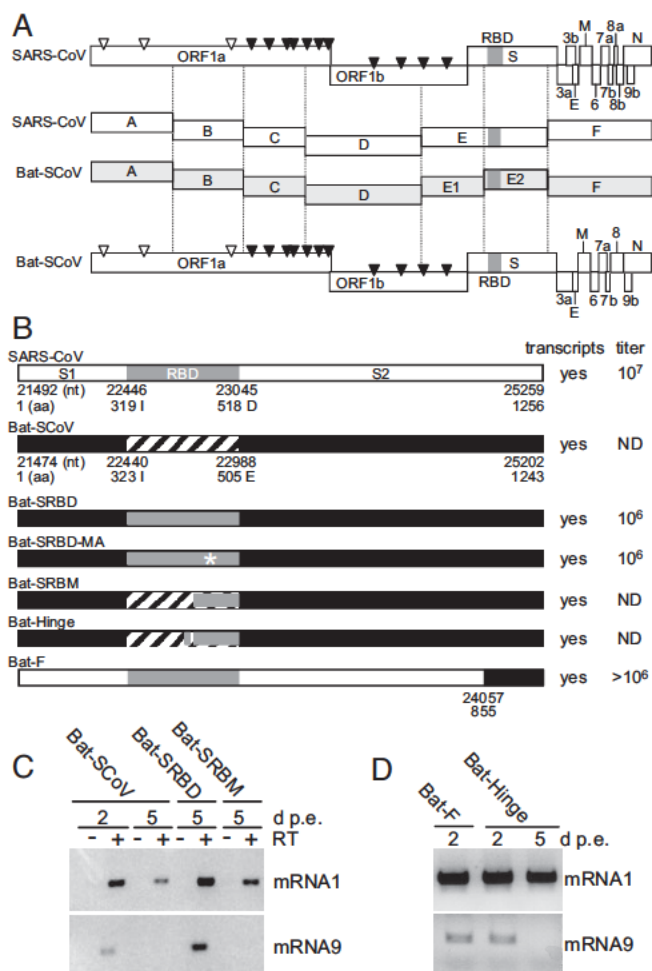 A
RBD
3b M 7a 8a N
SARS-CoV ORF1a S
ORF1b
3a E 6 7b 8b 9b
SARS-CoV A B C D E F
Bat-SCoV A B C D E1 E2 F
M 7a 8 N
Bat-SCoV ORF1a S
ORF1b RBD
3a E 6 7b 9b
B
SARS-CoV transcripts titer
S1 RBD S2 yes 10⁷
21492 (nt) 22446 23045 25259
1 (aa) 319 I 518 D 1256
Bat-SCoV
yes ND
21474 (nt) 22440 22988 25202
1 (aa) 323 I 505 E 1243
Bat-SRBD
yes 10⁶
Bat-SRBD-MA
* yes 10⁶
Bat-SRBM
yes ND
Bat-Hinge
yes ND
Bat-F
yes >10⁶
24057
855
C
Bat-SCoV Bat-SRBD Bat-SRBM
2 5 5 5 d p.e.
- + - + - + - + RT
mRNA1
mRNA9
D
Bat-F Bat-Hinge
2 2 5 d p.e.
mRNA1
mRNA9